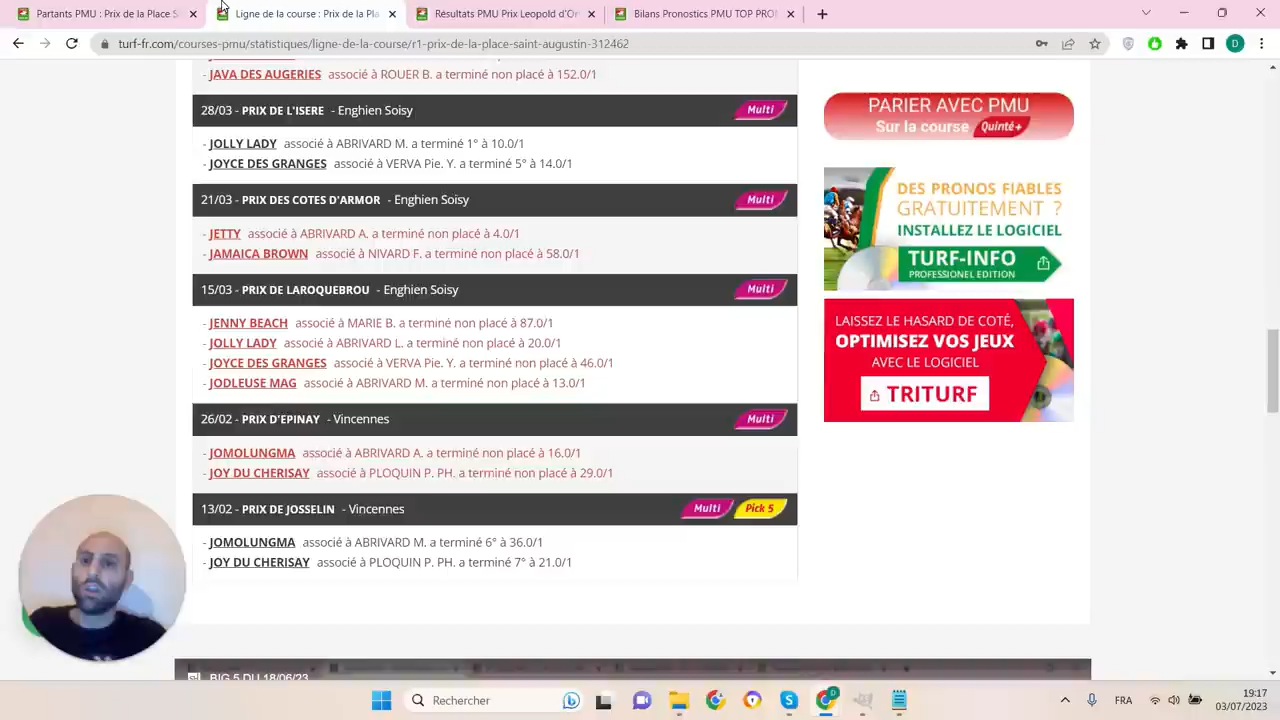 Partants PMU : Prix de la Place S
Ligne de la course : Prix de la Pla
Résultats PMU - Prix Leopold d'Or
Bilans Pronostics PMU TOP PRO
turf-fr.com/courses-pmu/statistiques/ligne-de-la-course/r1-prix-de-la-place-saint-augustin-312462
D
- JAVA DES AUGERIES associé à ROUER B. a terminé non placé à 152.0/1
28/03 - PRIX DE L'ISERE - Enghien Soisy Multi
- JOLLY LADY associé à ABRIVARD M. a terminé 1° à 10.0/1
- JOYCE DES GRANGES associé à VERVA Pie. Y. a terminé 5° à 14.0/1
21/03 - PRIX DES COTES D'ARMOR - Enghien Soisy Multi
- JETTY associé à ABRIVARD A. a terminé non placé à 4.0/1
- JAMAICA BROWN associé à NIVARD F. a terminé non placé à 58.0/1
15/03 - PRIX DE LAROQUEBROU - Enghien Soisy Multi
- JENNY BEACH associé à MARIE B. a terminé non placé à 87.0/1
- JOLLY LADY associé à ABRIVARD L. a terminé non placé à 20.0/1
- JOYCE DES GRANGES associé à VERVA Pie. Y. a terminé non placé à 46.0/1
- JODLEUSE MAG associé à ABRIVARD M. a terminé non placé à 13.0/1
26/02 - PRIX D'EPINAY - Vincennes Multi
- JOMOLUNGMA associé à ABRIVARD A. a terminé non placé à 16.0/1
- JOY DU CHERISAY associé à PLOQUIN P. PH. a terminé non placé à 29.0/1
13/02 - PRIX DE JOSSELIN - Vincennes Multi Pick 5
- JOMOLUNGMA associé à ABRIVARD M. a terminé 6° à 36.0/1
- JOY DU CHERISAY associé à PLOQUIN P. PH. a terminé 7° à 21.0/1
BIG 5 DU 18/06/23
PARIER AVEC PMU
Sur la course Quinté+
DES PRONOS FIABLES
GRATUITEMENT ?
INSTALLEZ LE LOGICIEL
TURF-INFO
PROFESSIONEL EDITION
LAISSEZ LE HASARD DE COTÉ,
OPTIMISEZ VOS JEUX
AVEC LE LOGICIEL
TRITURF
Rechercher
FRA
19:17
03/07/2023